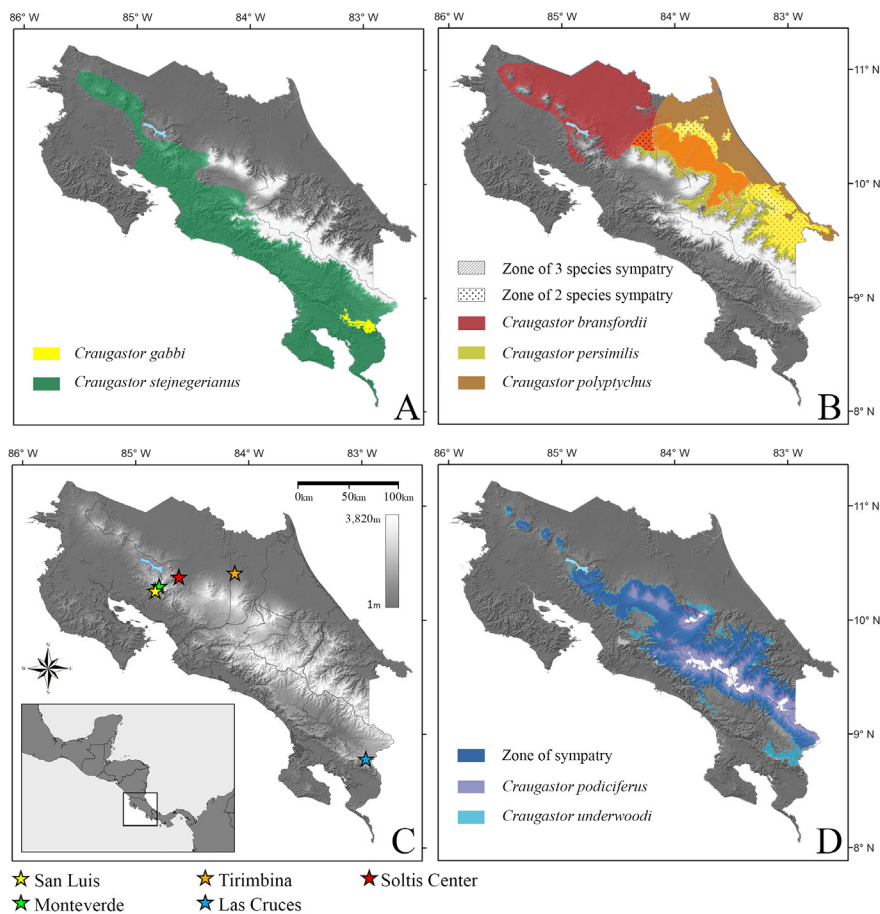 86° W 85° W 84° W 83° W
86° W 85° W 84° W 83° W
Craugastor gabbi
Craugastor stejnegerianus
A
11° N
10° N
9° N
8° N
Zone of 3 species sympatry
Zone of 2 species sympatry
Craugastor bransfordii
Craugastor persimilis
Craugastor polyptychus
B
86° W 85° W 84° W 83° W
86° W 85° W 84° W 83° W
0km 50km 100km
3,820m
1m
N
W E
S
C
11° N
10° N
9° N
8° N
Zone of sympatry
Craugastor podiciferus
Craugastor underwoodi
D
San Luis Tirimbina Soltis Center
Monteverde Las Cruces